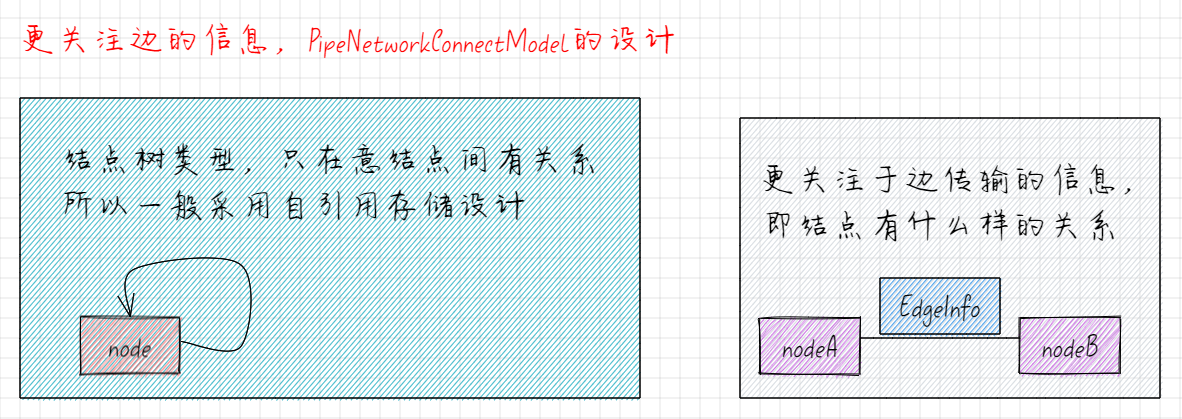 更关注边的信息，PipeNetworkConnectModel的设计
结点树类型，只在意结点间有关系
所以一般采用自引用存储设计
node
更关注于边传输的信息，
即结点有什么样的关系
EdgeInfo
nodeA
nodeB